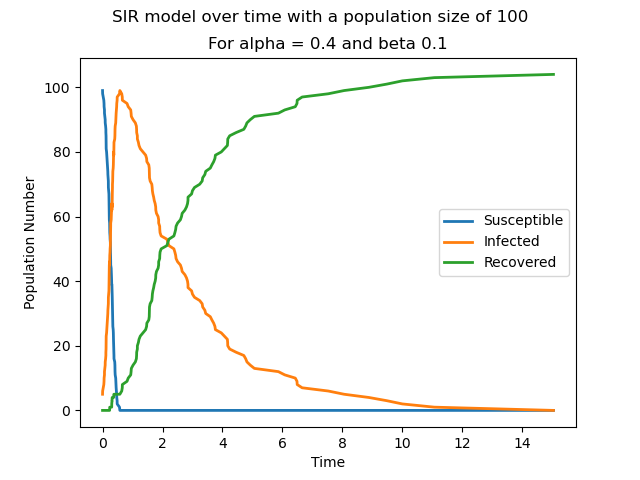 SIR model over time with a population size of 100
For alpha = 0.4 and beta 0.1
100
80
60
40
20
0
Population Number
Susceptible
Infected
Recovered
0 2 4 6 8 10 12 14
Time